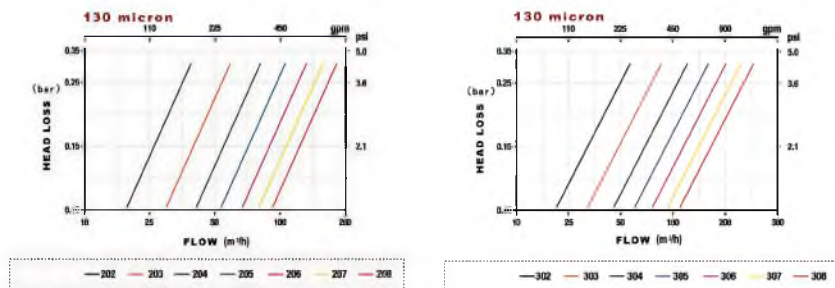 130 micron
110 225 450 gpm
psi
0.35 5.0
0.25 3.6
(bar)
HEAD LOSS
0.15 2.1
10 25 50 100 200
FLOW (m³/h)
202 203 204 205 206 207 208
130 micron
110 225 450 900 gpm
psi
0.35 5.0
0.25 3.6
(bar)
HEAD LOSS
0.15 2.1
10 25 50 100 200 300
FLOW (m³/h)
302 303 304 305 306 307 308